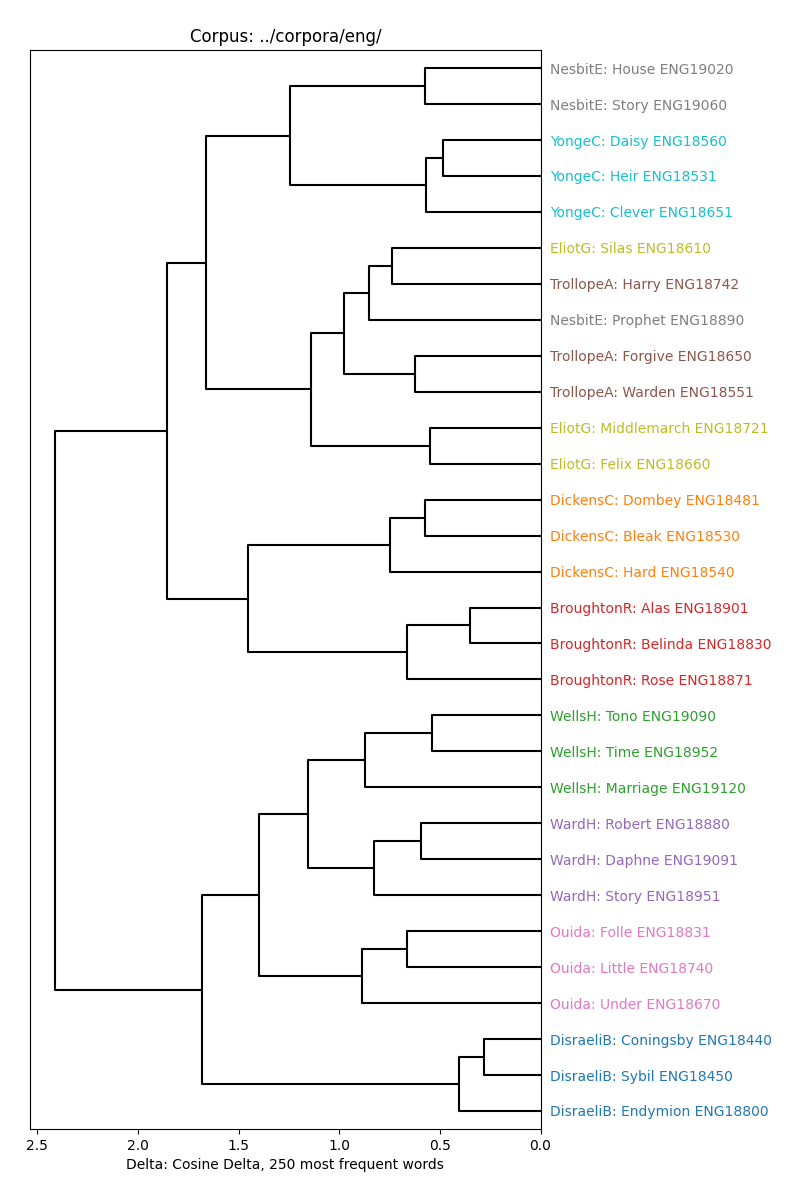 Corpus: ../corpora/eng/
NesbitE: House ENG19020
NesbitE: Story ENG19060
YongeC: Daisy ENG18560
YongeC: Heir ENG18531
YongeC: Clever ENG18651
EliotG: Silas ENG18610
TrollopeA: Harry ENG18742
NesbitE: Prophet ENG18890
TrollopeA: Forgive ENG18650
TrollopeA: Warden ENG18551
EliotG: Middlemarch ENG18721
EliotG: Felix ENG18660
DickensC: Dombey ENG18481
DickensC: Bleak ENG18530
DickensC: Hard ENG18540
BroughtonR: Alas ENG18901
BroughtonR: Belinda ENG18830
BroughtonR: Rose ENG18871
WellsH: Tono ENG19090
WellsH: Time ENG18952
WellsH: Marriage ENG19120
WardH: Robert ENG18880
WardH: Daphne ENG19091
WardH: Story ENG18951
Ouida: Folle ENG18831
Ouida: Little ENG18740
Ouida: Under ENG18670
DisraeliB: Coningsby ENG18440
DisraeliB: Sybil ENG18450
DisraeliB: Endymion ENG18800
2.5 2.0 1.5 1.0 0.5 0.0
Delta: Cosine Delta, 250 most frequent words